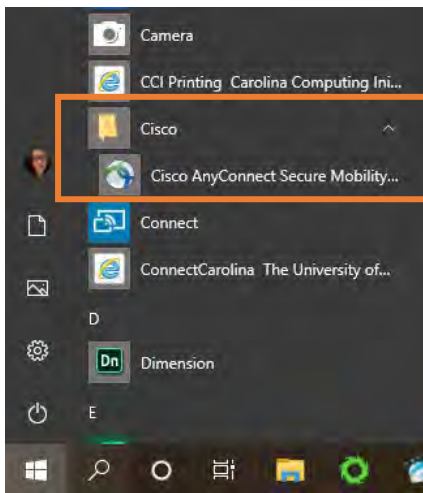 Camera
CCI Printing Carolina Computing Ini...
Cisco
Cisco AnyConnect Secure Mobility...
Connect
ConnectCarolina The University of...
D
Dn Dimension
E